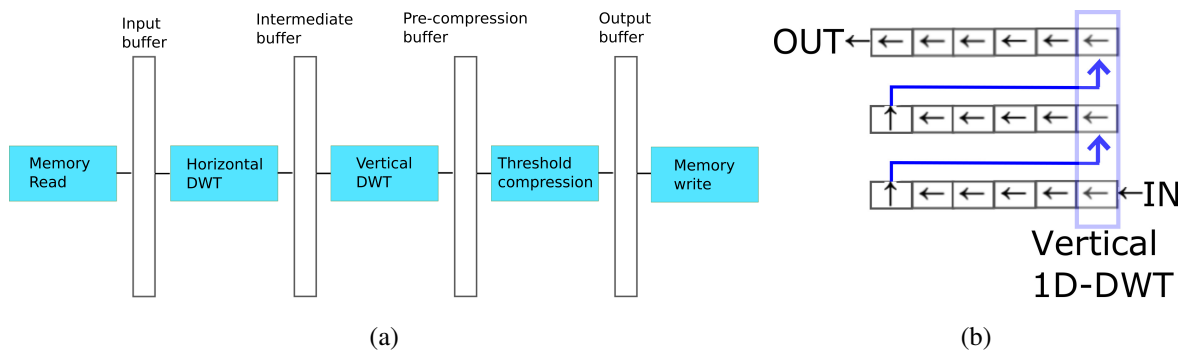 Input
buffer
Intermediate
buffer
Pre-compression
buffer
Output
buffer
Memory
Read
Horizontal
DWT
Vertical
DWT
Threshold
compression
Memory
write
(a)
OUT
IN
Vertical
1D-DWT
(b)